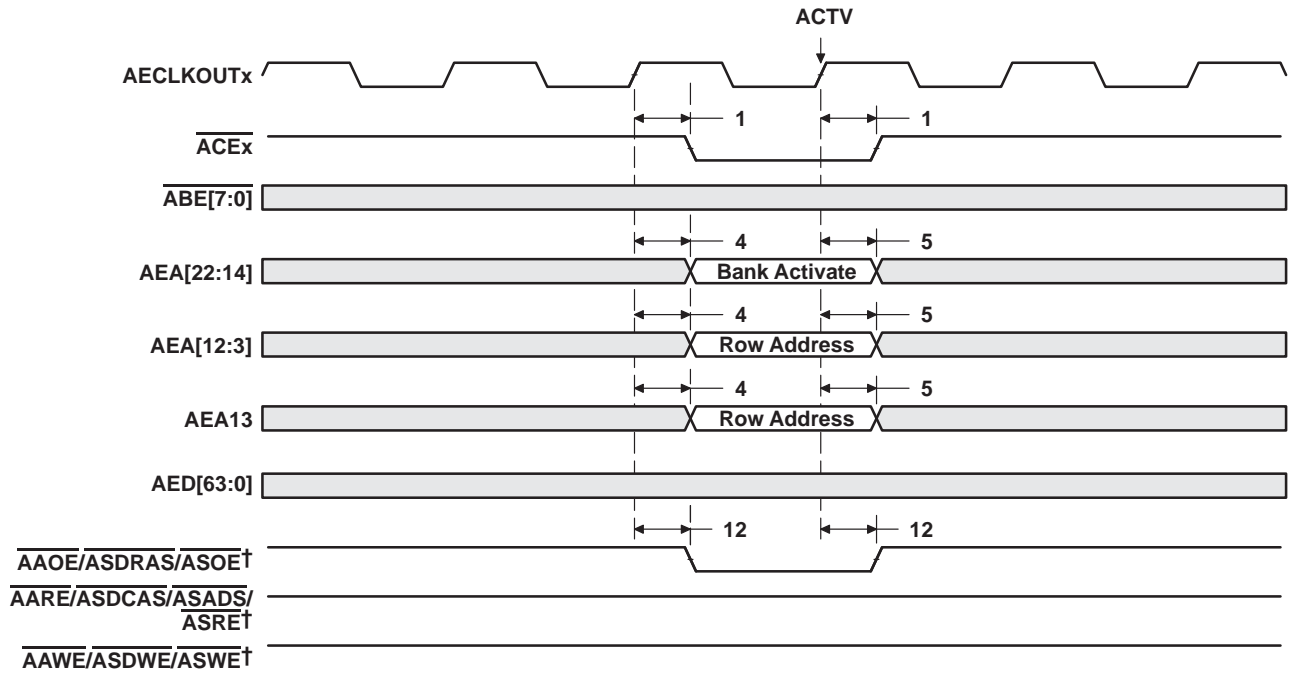 ACTV
AECLKOUTx
1 1
ACEx
ABE[7:0]
4 5
AEA[22:14] Bank Activate
4 5
AEA[12:3] Row Address
4 5
AEA13 Row Address
AED[63:0]
12 12
AAOE/ASDRAS/ASOE†
AARE/ASDCAS/ASADS/
ASRE†
AAWE/ASDWE/ASWE†